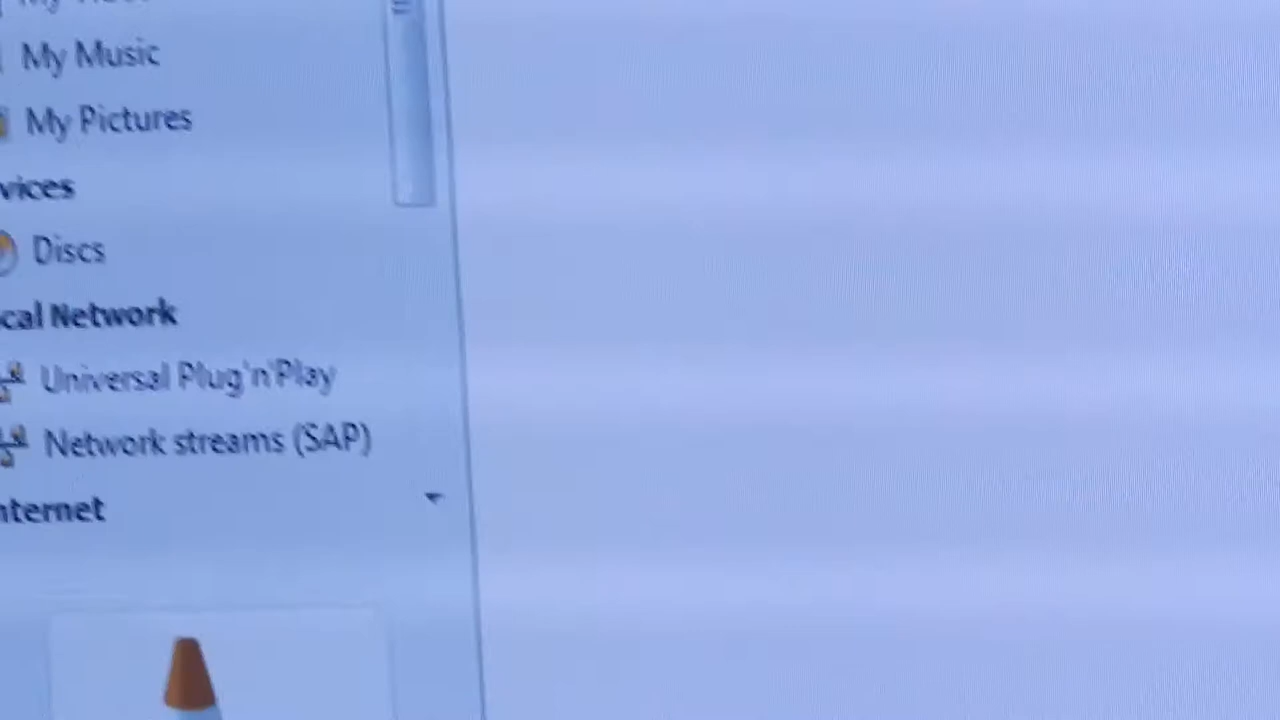 My Music
My Pictures
vices
Discs
cal Network
Universal Plug'n'Play
Network streams (SAP)
nternet